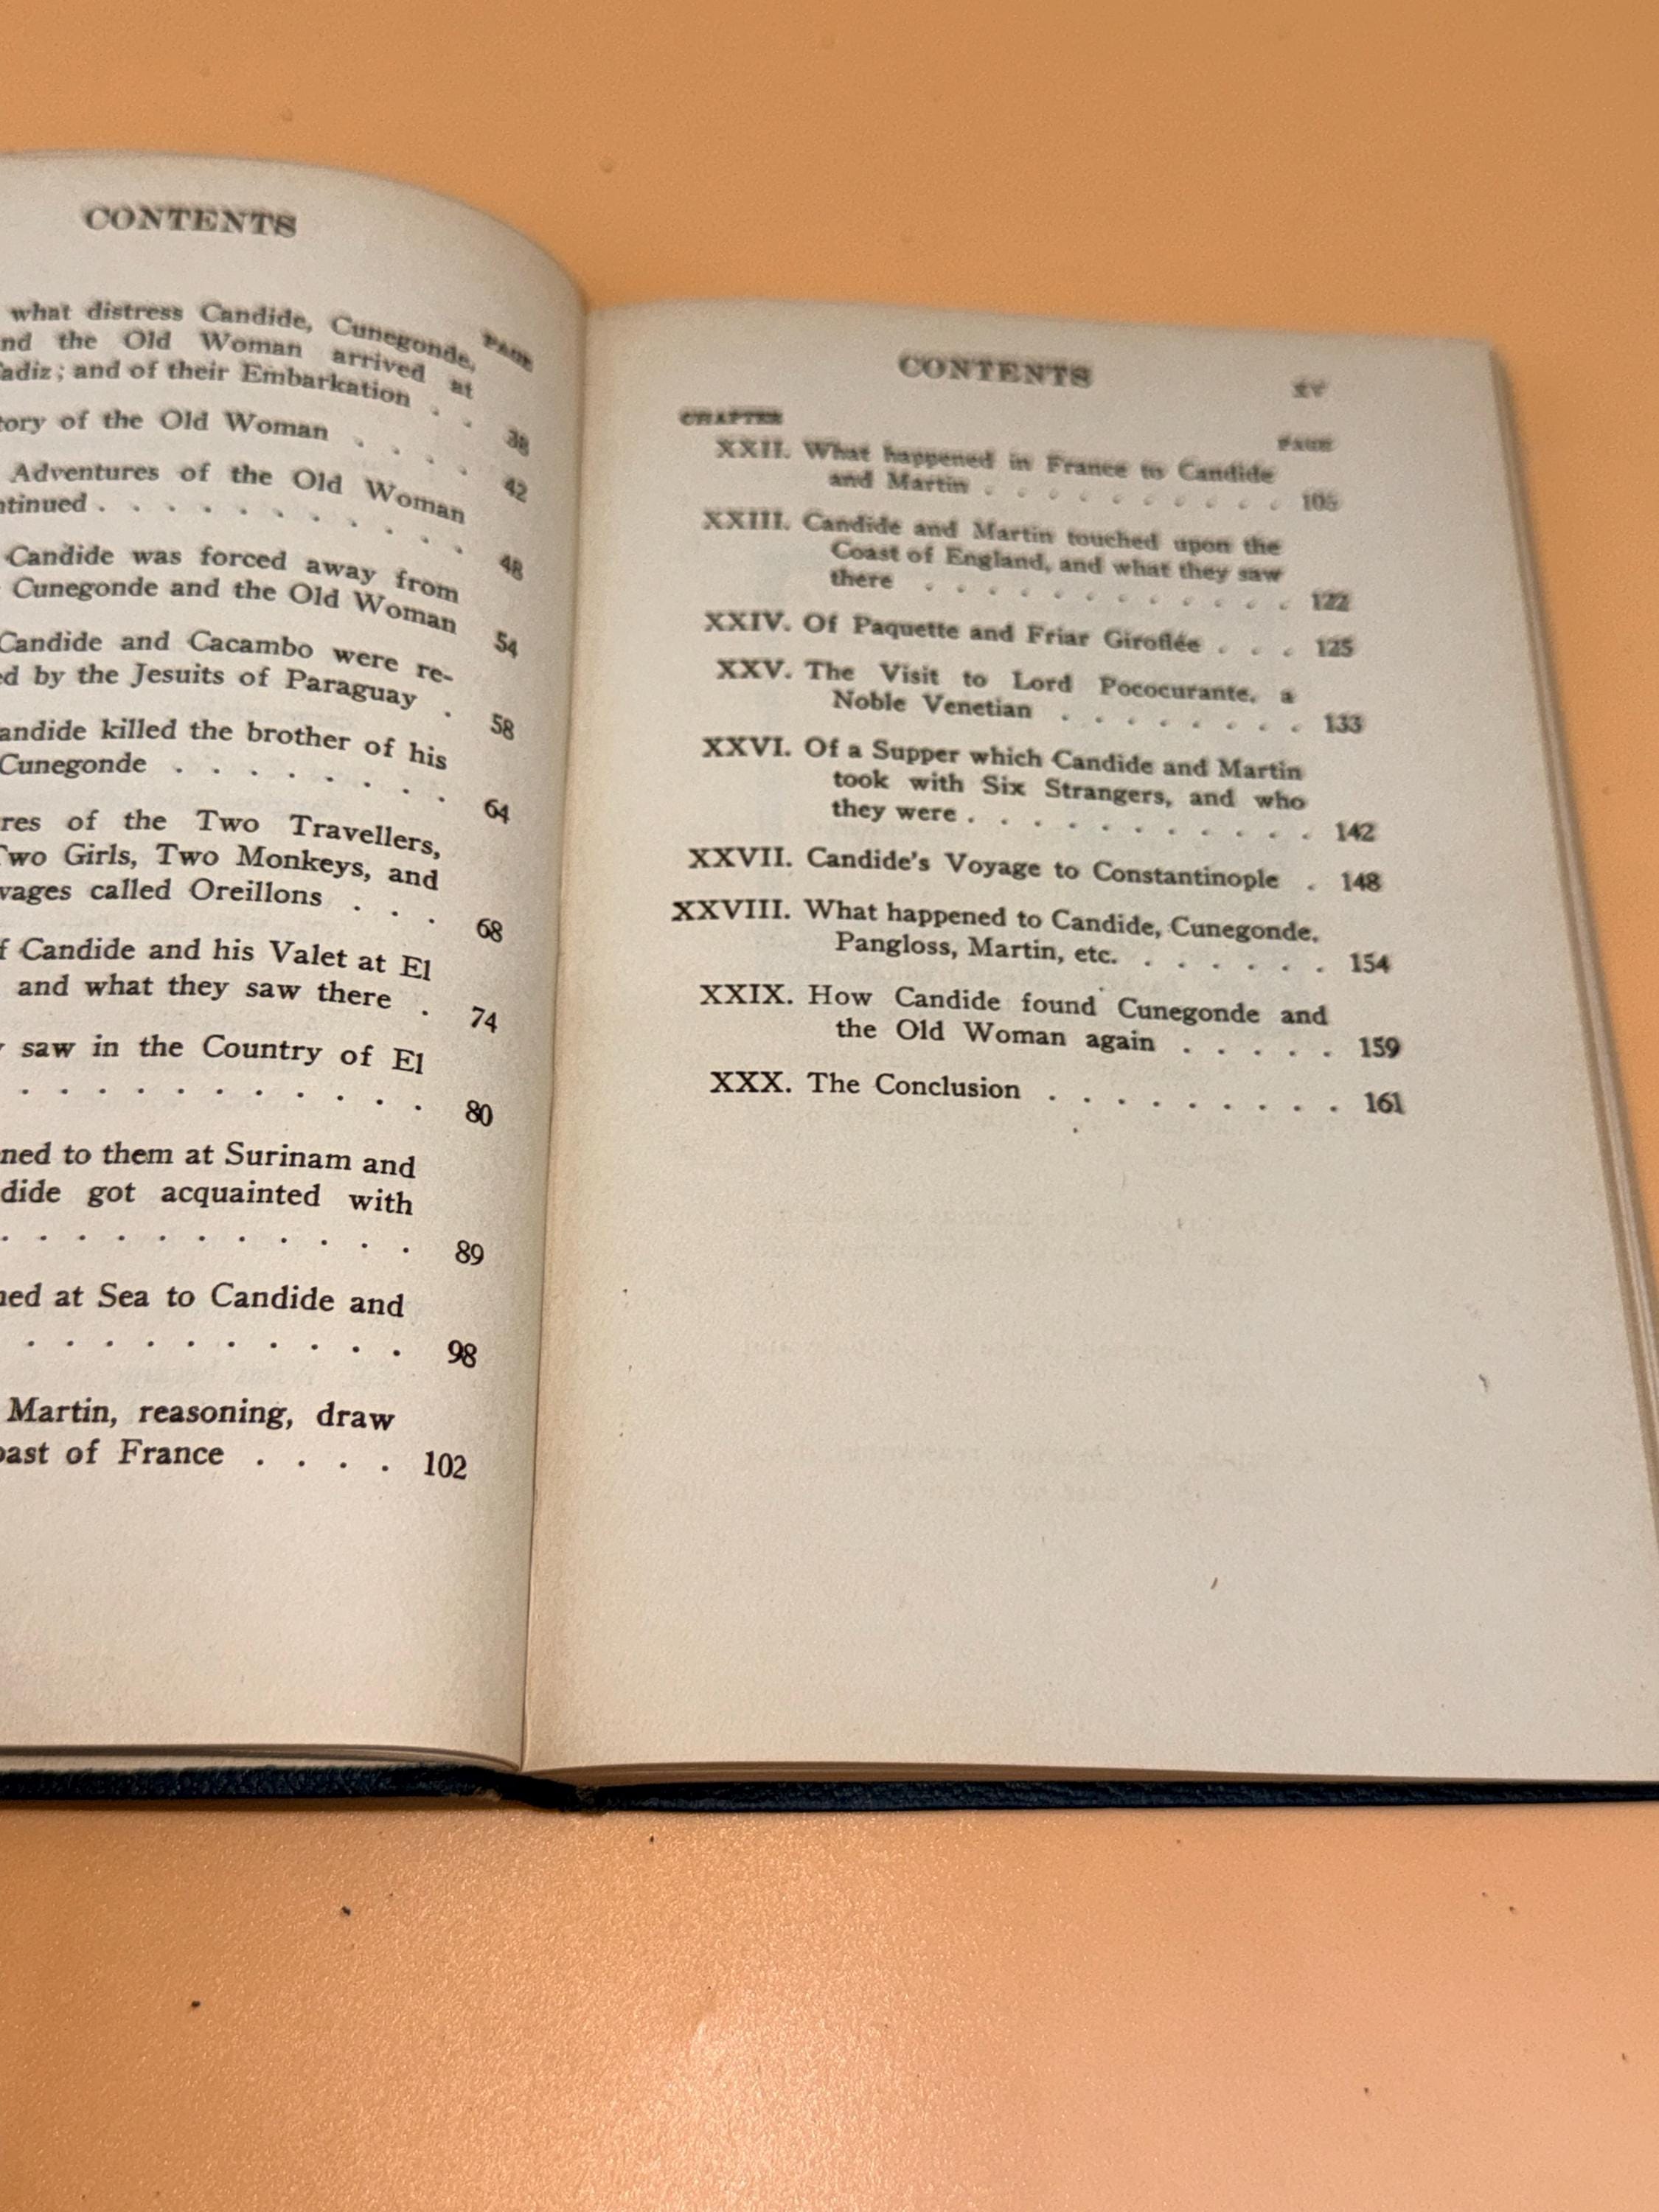 CONTENTS
PAGE
what distress Candide, Cunegonde,
and the Old Woman arrived at
Cadiz; and of their Embarkation . . 38
tory of the Old Woman . . . . 42
Adventures of the Old Woman
ntinued . . . . . . . . . . 48
Candide was forced away from
Cunegonde and the Old Woman 54
Candide and Cacambo were re-
ed by the Jesuits of Paraguay . 58
andide killed the brother of his
Cunegonde . . . . . . . . 64
res of the Two Travellers,
Two Girls, Two Monkeys, and
vages called Oreillons . . . 68
f Candide and his Valet at El
and what they saw there . 74
y saw in the Country of El
. . . . . . . . . . . 80
ned to them at Surinam and
dide got acquainted with
. . . . . . . . . . 89
ned at Sea to Candide and
. . . . . . . . . . 98
Martin, reasoning, draw
oast of France . . . . 102
CONTENTS xv
CHAPTER PAGE
XXII. What happened in France to Candide
and Martin . . . . . . . . . . 105
XXIII. Candide and Martin touched upon the
Coast of England, and what they saw
there . . . . . . . . . . . . 122
XXIV. Of Paquette and Friar Giroflée . . . 125
XXV. The Visit to Lord Pococurante, a
Noble Venetian . . . . . . . . 133
XXVI. Of a Supper which Candide and Martin
took with Six Strangers, and who
they were . . . . . . . . . . . 142
XXVII. Candide's Voyage to Constantinople . 148
XXVIII. What happened to Candide, Cunegonde,
Pangloss, Martin, etc. . . . . . . 154
XXIX. How Candide found Cunegonde and
the Old Woman again . . . . . 159
XXX. The Conclusion . . . . . . . . . 161